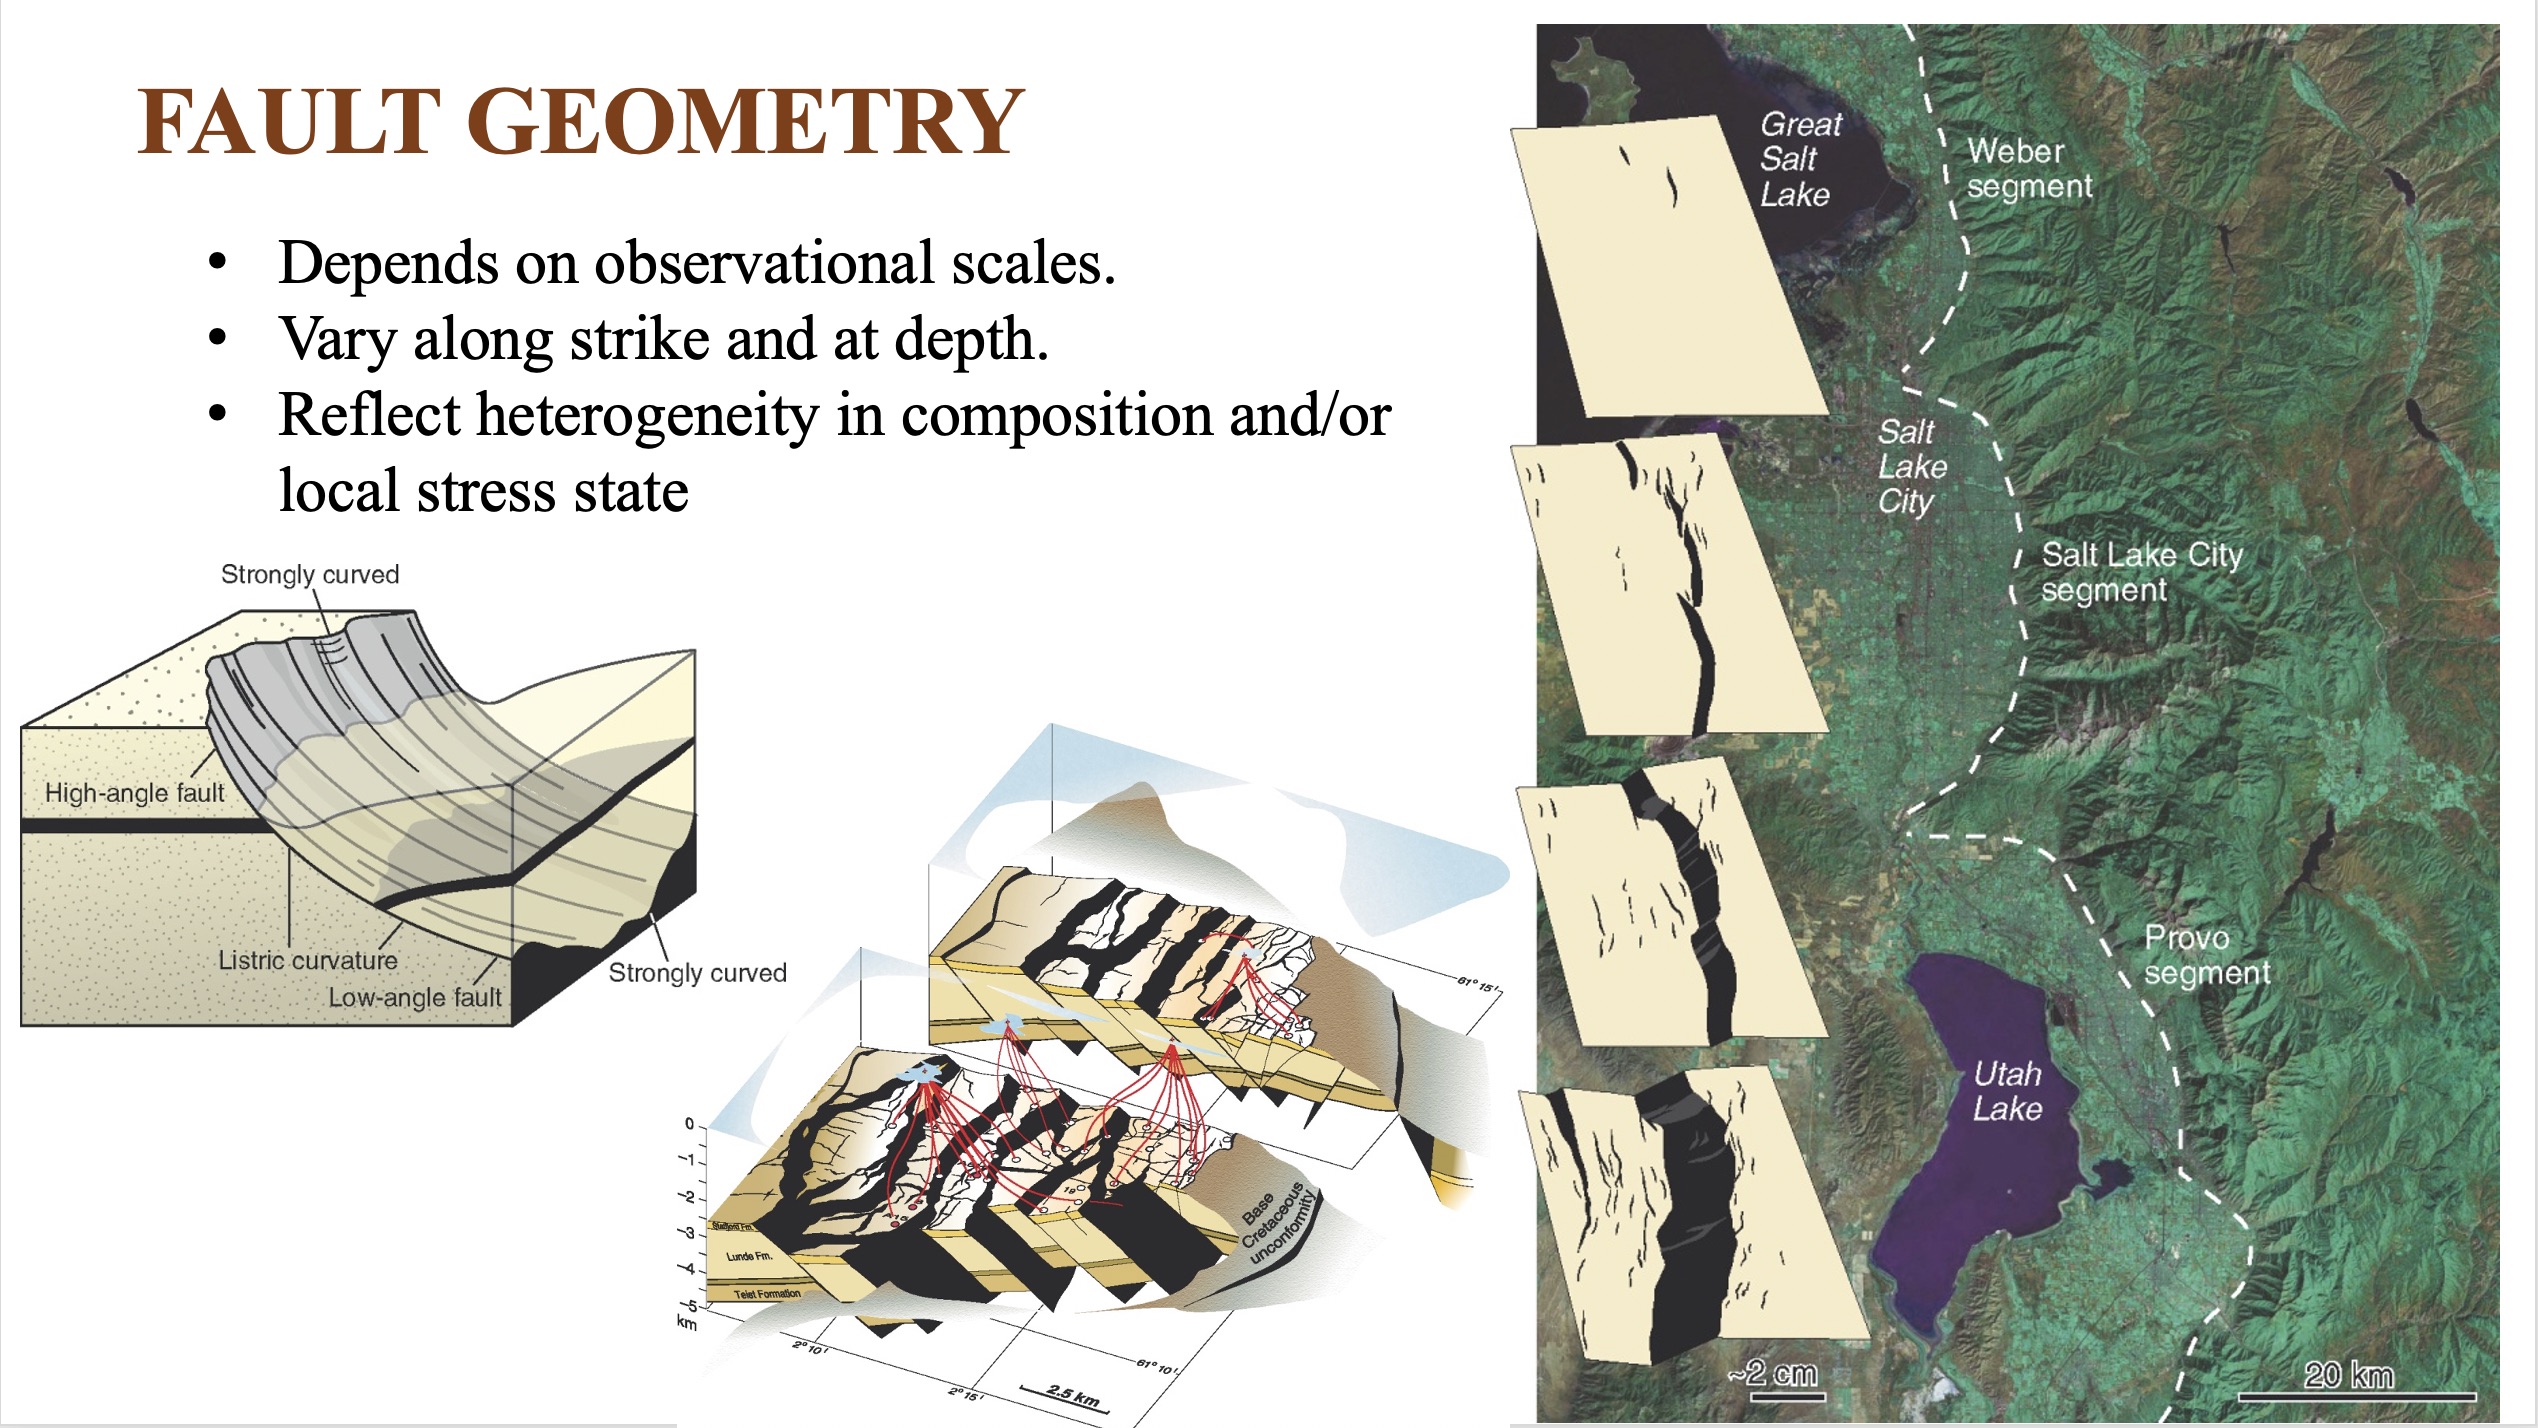 FAULT GEOMETRY
• Depends on observational scales.
• Vary along strike and at depth.
• Reflect heterogeneity in composition and/or
local stress state
Strongly curved
High-angle fault
Listric curvature
Low-angle fault
Strongly curved
61° 15'
0
-1
-2
-3
-4
-5
km
Statfjord Fm.
Lunde Fm.
Teist Formation
Base
Cretaceous
unconformity
2° 10'
2° 15'
61° 10'
2.5 km
Great
Salt
Lake
Weber
segment
Salt
Lake
City
Salt Lake City
segment
Provo
segment
Utah
Lake
~2 cm
20 km